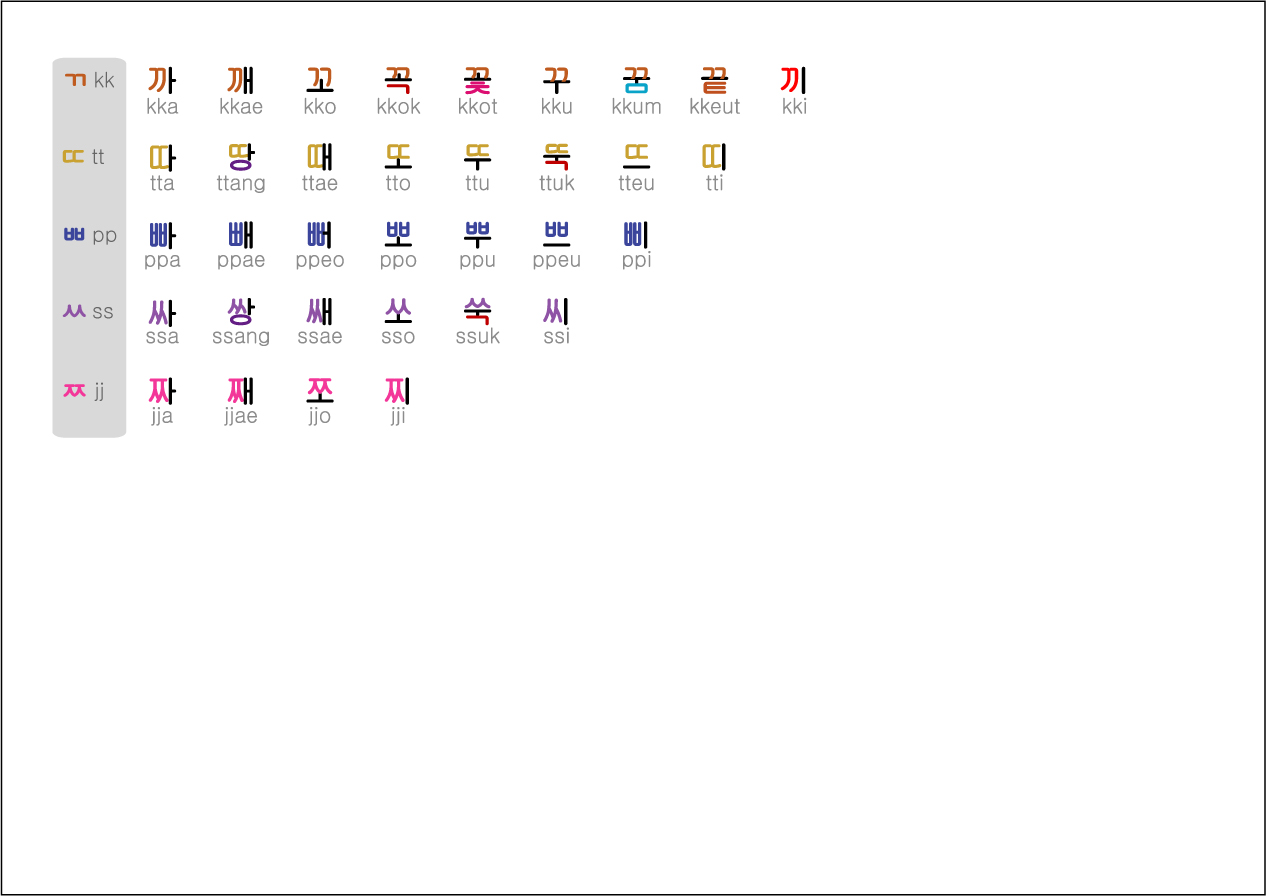 ㄲ kk 까 깨 꼬 꼭 꽃 꾸 꿈 끝 끼
kka kkae kko kkok kkot kku kkum kkeut kki
ㄸ tt 따 땅 때 또 뚜 뚝 뜨 띠
tta ttang ttae tto ttu ttuk tteu tti
ㅃ pp 빠 빼 뻐 뽀 뿌 쁘 삐
ppa ppae ppeo ppo ppu ppeu ppi
ㅆ ss 싸 쌍 쌔 쏘 쑥 씨
ssa ssang ssae sso ssuk ssi
ㅉ jj 짜 째 쪼 찌
jja jjae jjo jji